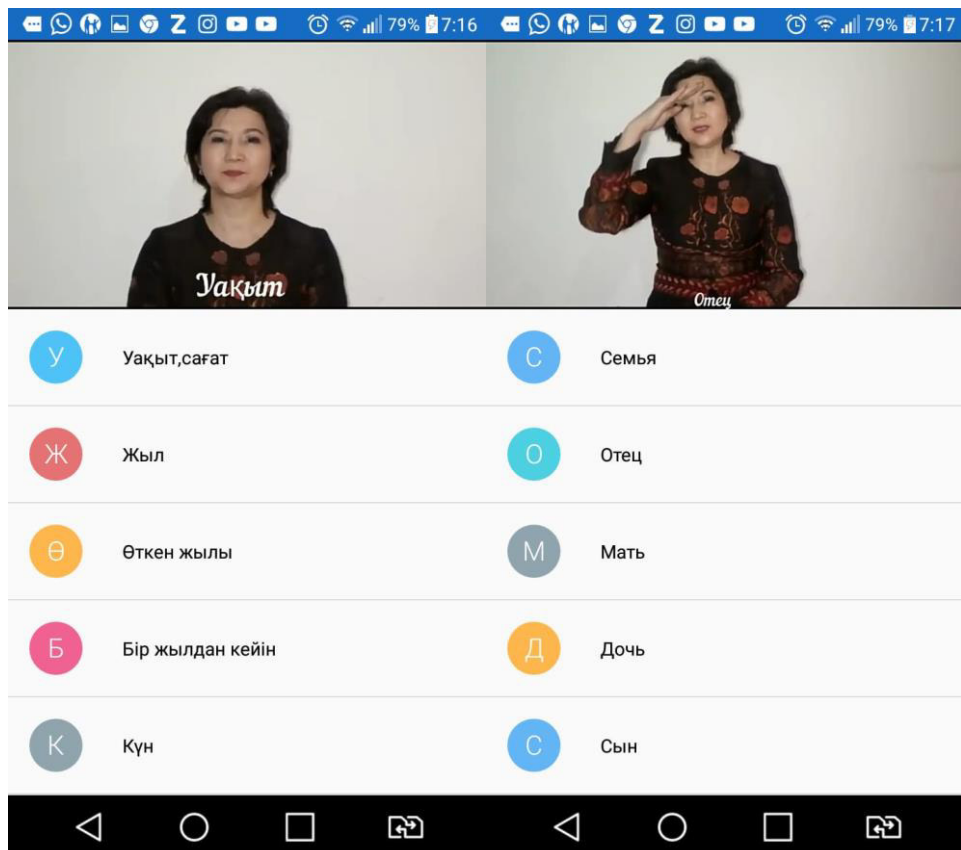 79% 7:16
Уақыт
У Уақыт,сағат
Ж Жыл
Ө Өткен жылы
Б Бір жылдан кейін
К Күн
79% 7:17
Отец
С Семья
О Отец
М Мать
Д Дочь
С Сын